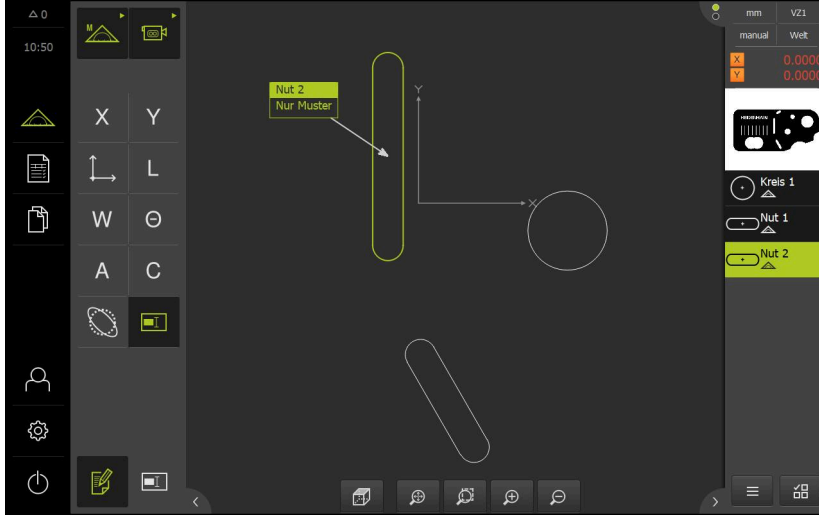 0
10:50
M
X
Y
L
W
Θ
A
C
Nut 2
Nur Muster
Y
X
mm
VZ1
manual
Welt
X 0.0000
Y 0.0000
HEIDENHAIN
Kreis 1
Nut 1
Nut 2